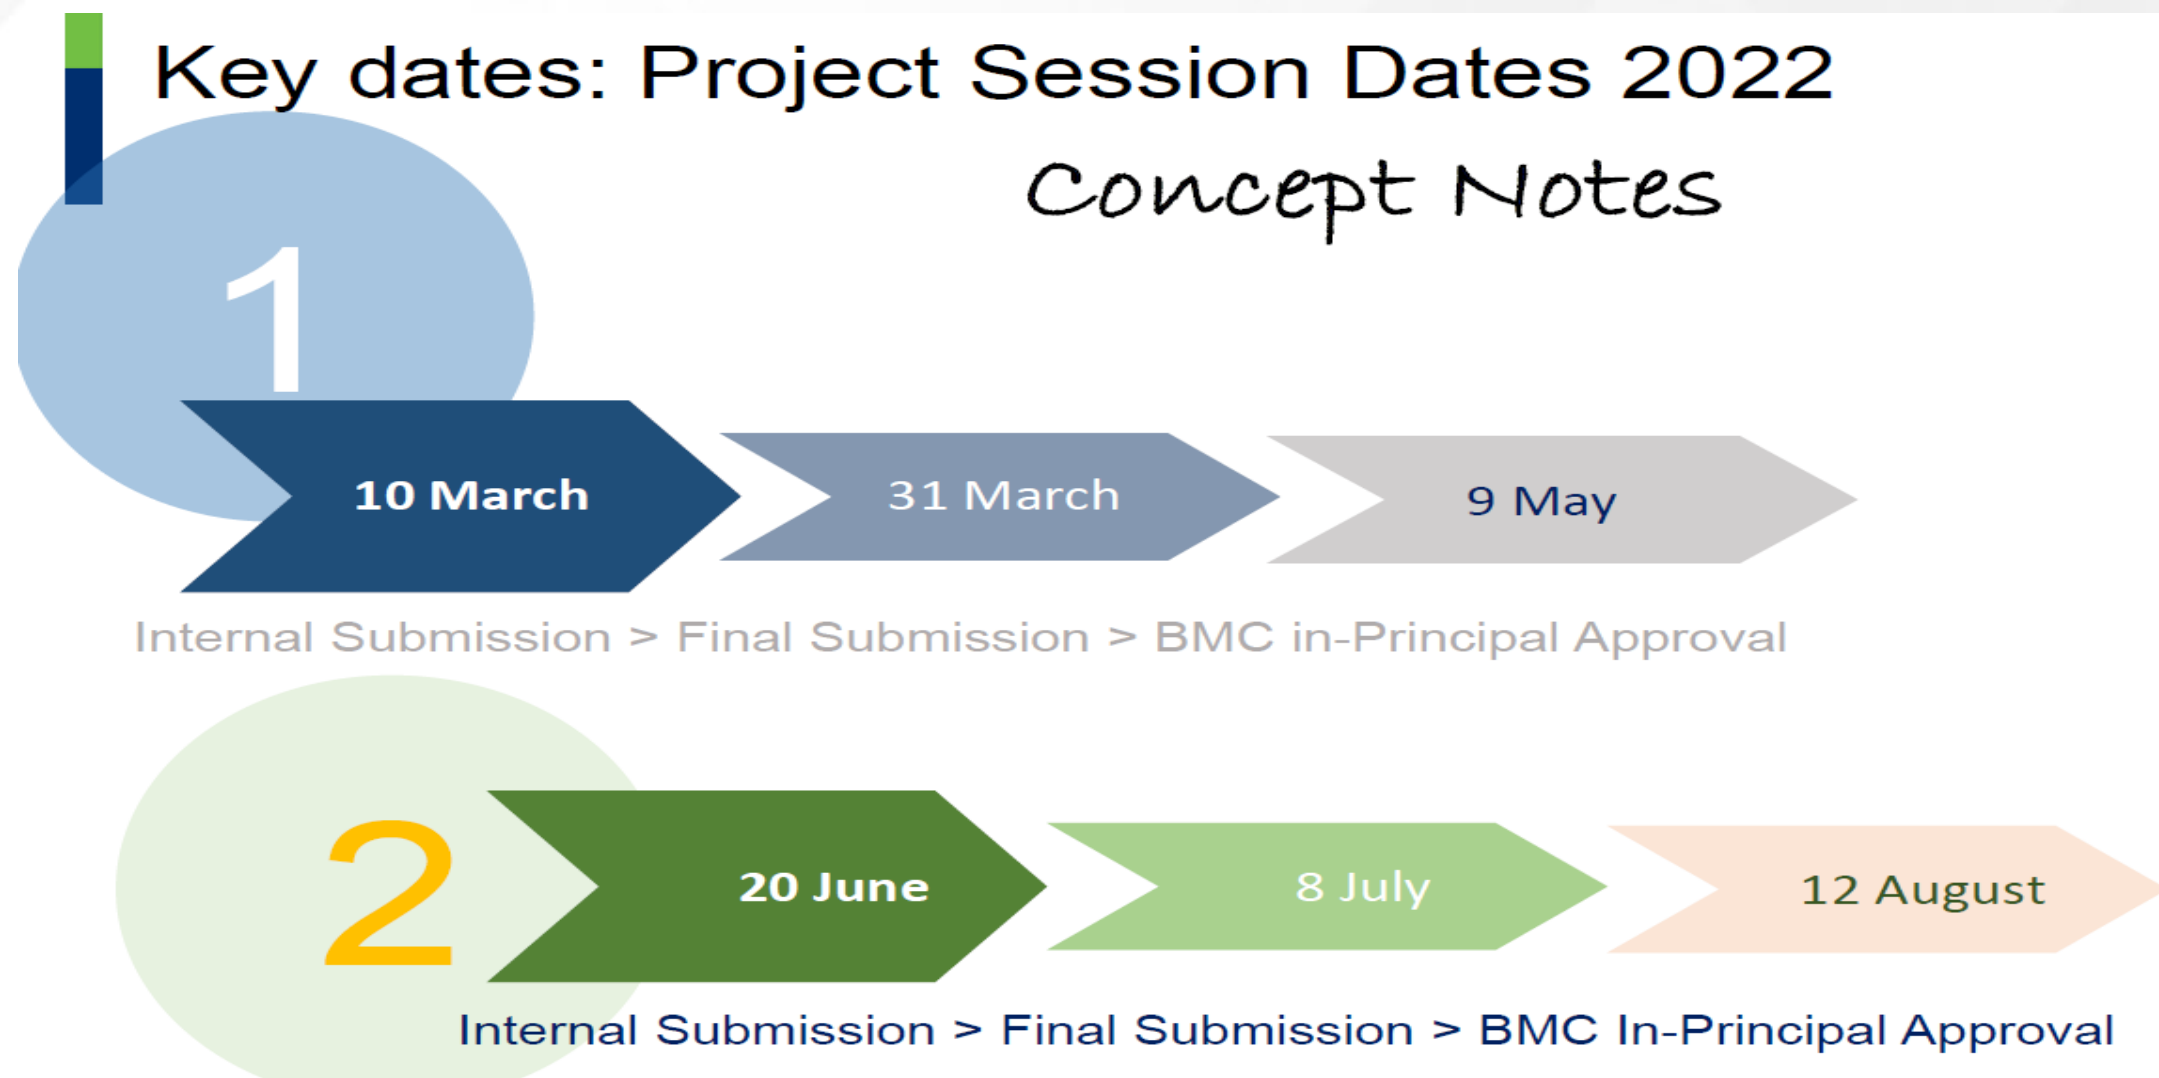 Key dates: Project Session Dates 2022
Concept Notes
1
10 March
31 March
9 May
Internal Submission > Final Submission > BMC in-Principal Approval
2
20 June
8 July
12 August
Internal Submission > Final Submission > BMC In-Principal Approval